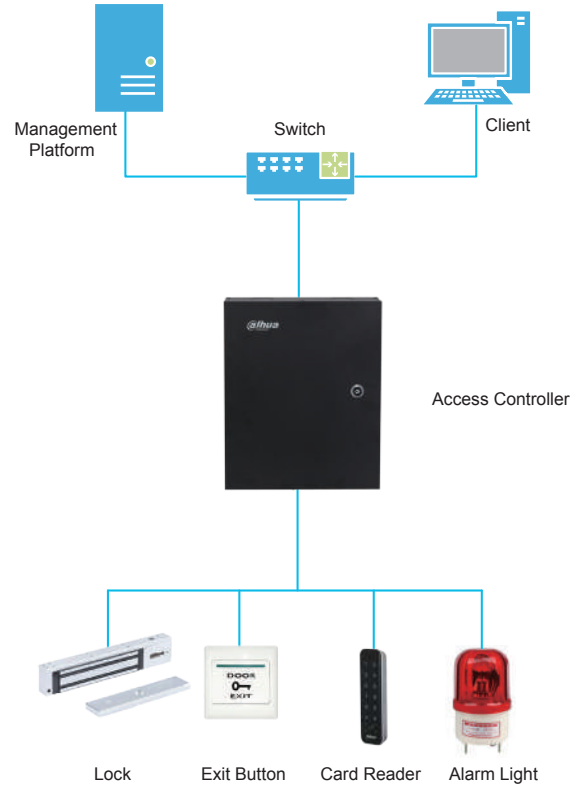 Management
Platform
Switch
Client
alhua
Access Controller
DOOR
EXIT
Lock
Exit Button
Card Reader
Alarm Light